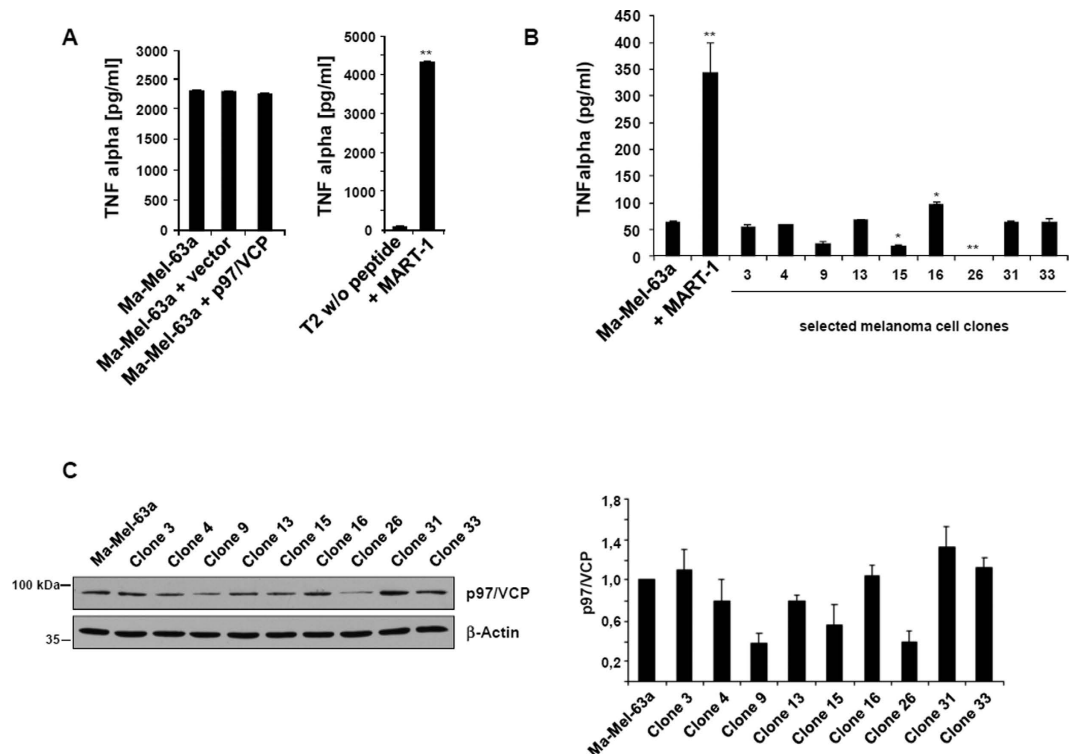 A
TNF alpha [pg/ml]
3000
2500
2000
1500
1000
500
0
Ma-Mel-63a
Ma-Mel-63a + vector
Ma-Mel-63a + p97/VCP
TNF alpha [pg/ml]
5000
4000
3000
2000
1000
0
**
T2 w/o peptide
+ MART-1
B
TNFalpha (pg/ml)
450
400
350
300
250
200
150
100
50
0
**
*
*
**
Ma-Mel-63a
+ MART-1
3 4 9 13 15 16 26 31 33
selected melanoma cell clones
C
Ma-Mel-63a
Clone 3
Clone 4
Clone 9
Clone 13
Clone 15
Clone 16
Clone 26
Clone 31
Clone 33
100 kDa
p97/VCP
35
β-Actin
p97/VCP
1,8
1,4
1,0
0,6
0,2
Ma-Mel-63a
Clone 3
Clone 4
Clone 9
Clone 13
Clone 15
Clone 16
Clone 26
Clone 31
Clone 33